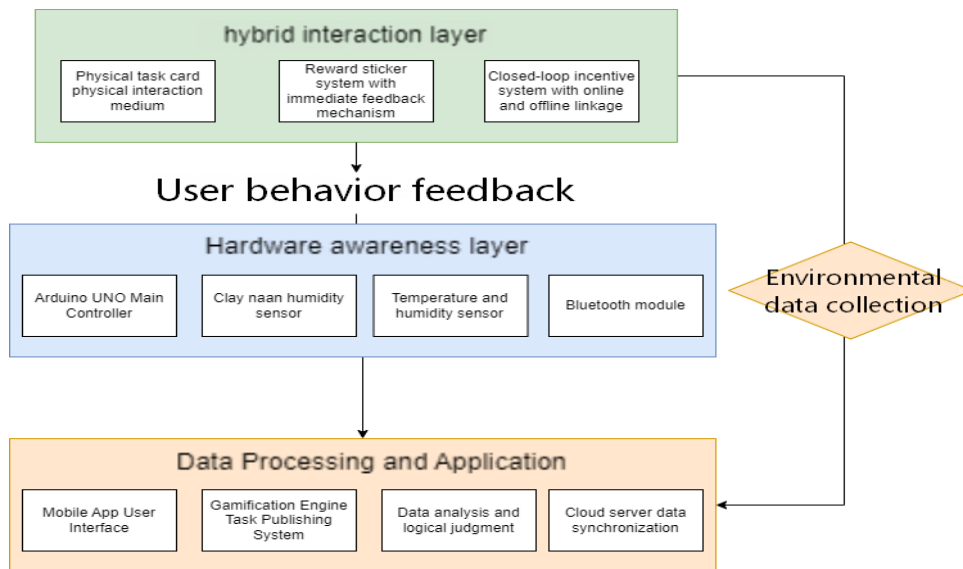 hybrid interaction layer
Physical task card
physical interaction
medium
Reward sticker
system with
immediate feedback
mechanism
Closed-loop incentive
system with online
and offline linkage
User behavior feedback
Hardware awareness layer
Arduino UNO Main
Controller
Clay naan humidity
sensor
Temperature and
humidity sensor
Bluetooth module
Environmental
data collection
Data Processing and Application
Mobile App User
Interface
Gamification Engine
Task Publishing
System
Data analysis and
logical judgment
Cloud server data
synchronization